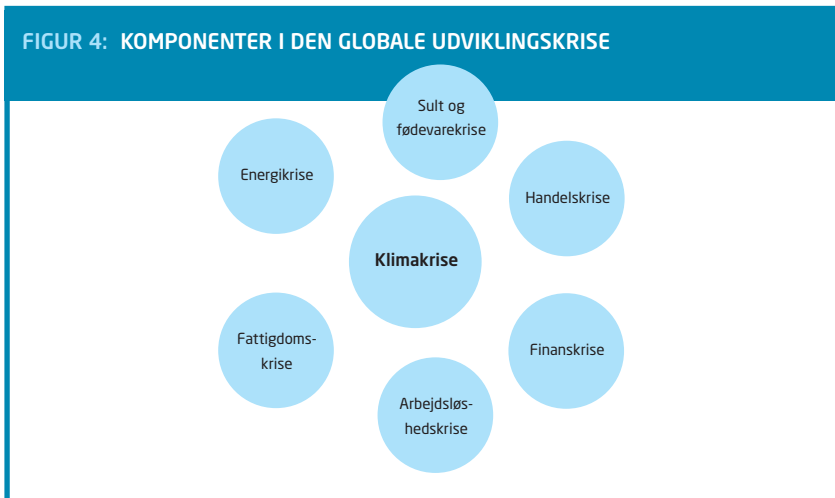 FIGUR 4: KOMPONENTER I DEN GLOBALE UDVIKLINGSKRISE
Sult og
fødevarekrise
Energikrise
Handelskrise
Klimakrise
Fattigdoms-
krise
Finanskrise
Arbejdsløs-
hedskrise